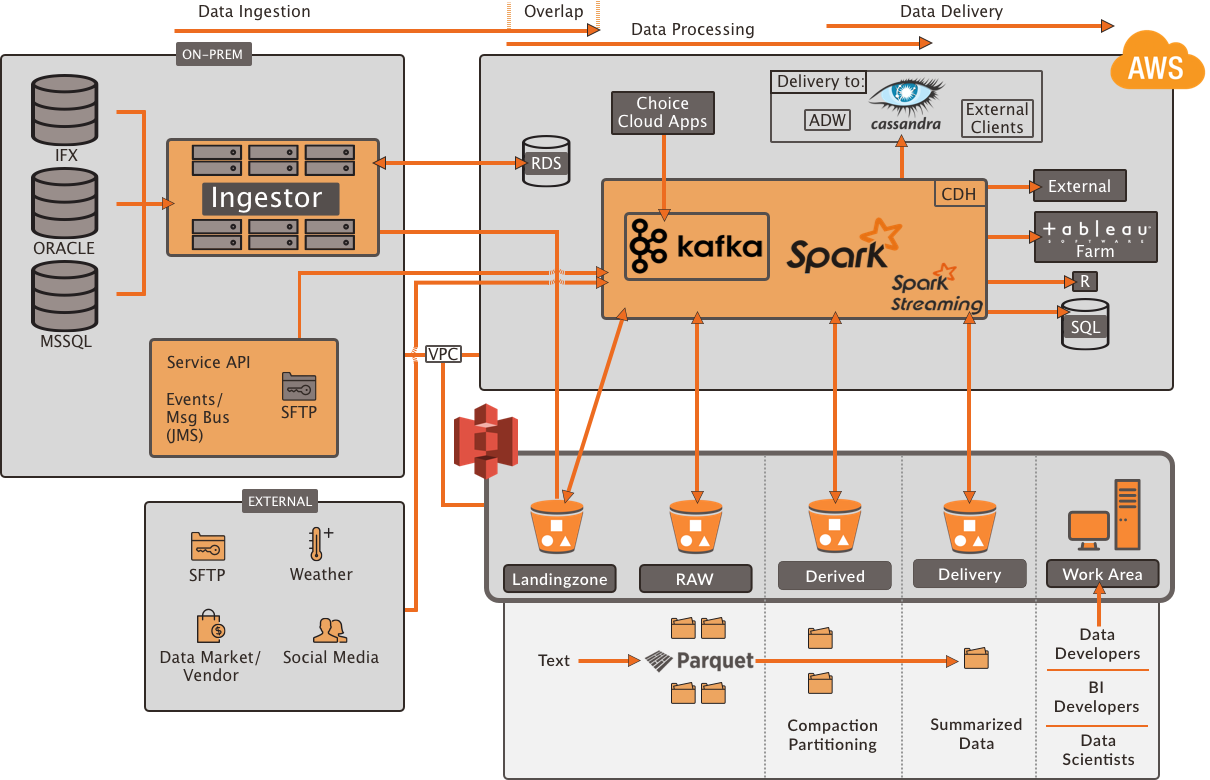 Data Ingestion
Overlap
Data Processing
Data Delivery
AWS
ON-PREM
IFX
ORACLE
MSSQL
Ingestor
Service API
Events/
Msg Bus
(JMS)
SFTP
RDS
VPC
Choice
Cloud Apps
Delivery to:
ADW
cassandra
External
Clients
CDH
kafka
Spark
Spark
Streaming
External
+ableau
SOFTWARE
Farm
R
SQL
EXTERNAL
SFTP
Weather
Data Market/
Vendor
Social Media
Landingzone
RAW
Derived
Delivery
Work Area
Text
Parquet
Compaction
Partitioning
Summarized
Data
Data
Developers
BI
Developers
Data
Scientists